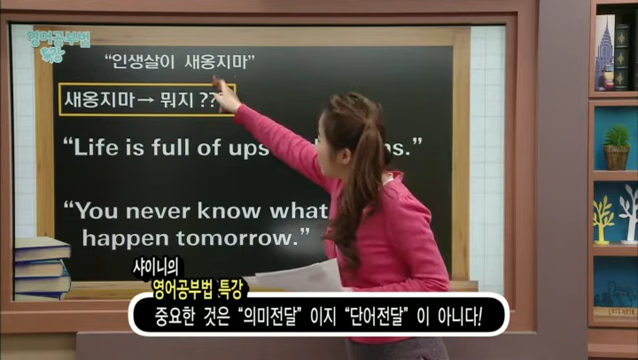 영어공부법
특강
“인생살이 새옹지마”
새옹지마→ 뭐지 ??
“Life is full of ups ns.”
“You never know what
happen tomorrow.”
샤이니의
영어공부법 특강
중요한 것은 “의미전달” 이지 “단어전달” 이 아니다!